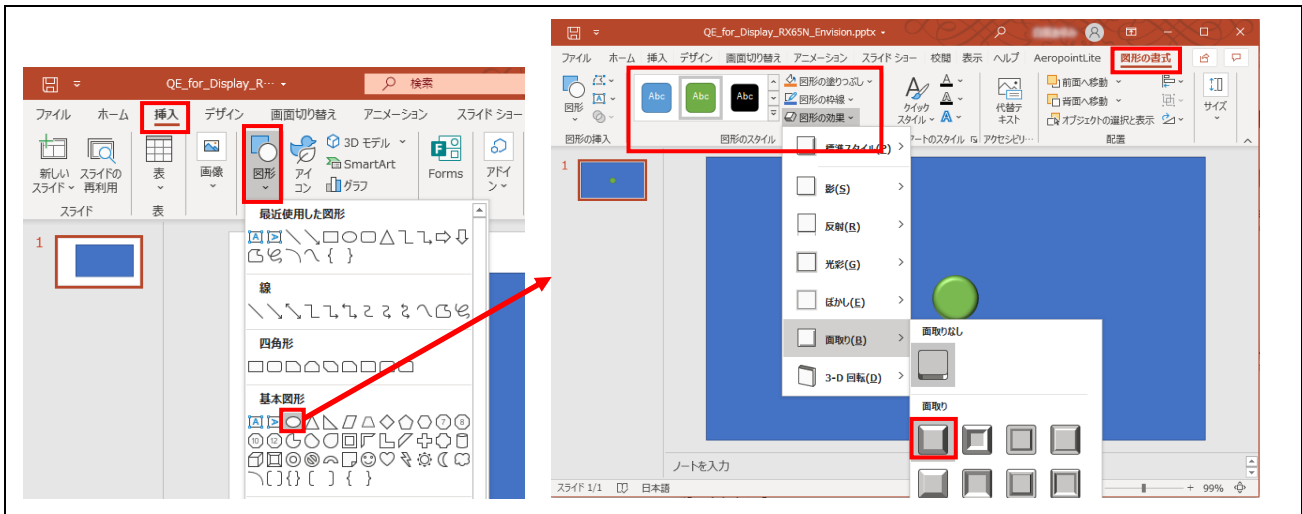 QE_for_Display_R… 検索
ファイル ホーム 挿入 デザイン 画面切り替え アニメーション スライド ショー
新しい スライドの 表 画像 図形 アイ 3D モデル Forms アドイ
スライド 再利用 コン SmartArt ン
グラフ
スライド 表
最近使用した図形
線
四角形
基本図形
1
QE_for_Display_RX65N_Envision.pptx
ファイル ホーム 挿入 デザイン 画面切り替え アニメーション スライド ショー 校閲 表示 ヘルプ AeropointLite 図形の書式
図形 Abc Abc Abc 図形の塗りつぶし クイック 代替テ 前面へ移動 サイズ
図形の枠線 スタイル キスト 背面へ移動
図形の効果 オブジェクトの選択と表示
図形の挿入 図形のスタイル ートのスタイル アクセシビリ… 配置
1
標準スタイル(P)
影(S)
反射(R)
光彩(G)
ぼかし(E)
面取り(B)
3-D 回転(D)
面取りなし
面取り
ノートを入力
スライド 1/1 日本語 99%